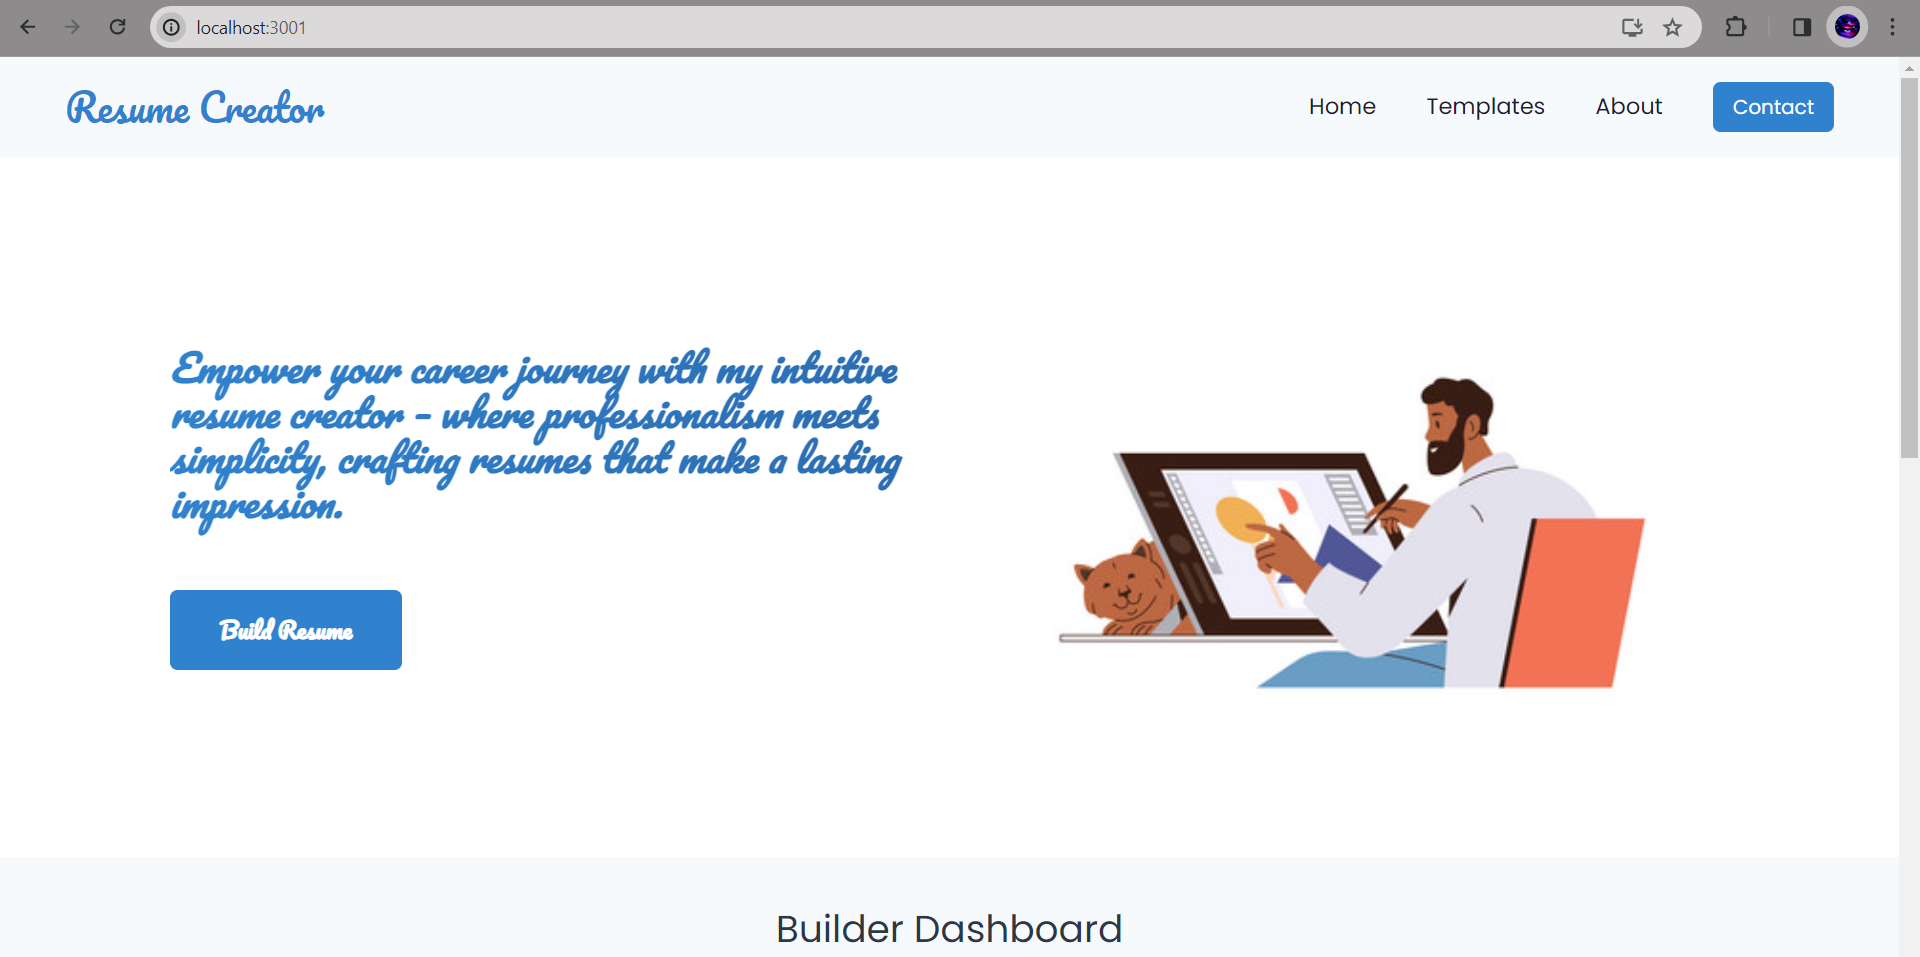 localhost:3001
Resume Creator
Home Templates About Contact
Empower your career journey with my intuitive
resume creator - where professionalism meets
simplicity, crafting resumes that make a lasting
impression.
Build Resume
Builder Dashboard